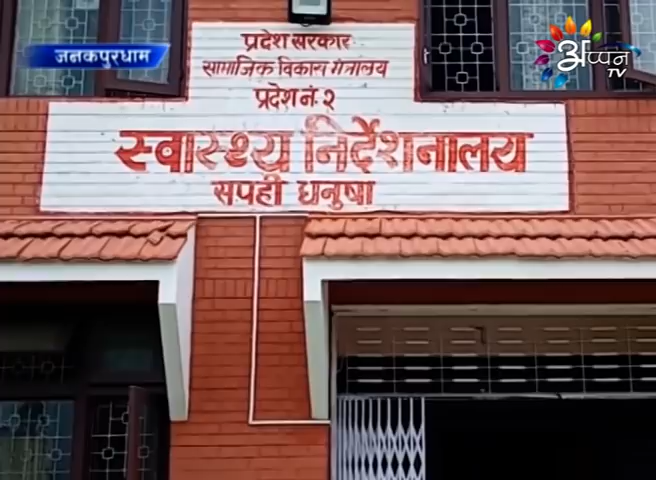 जनकपुरधाम
अप्पन TV
प्रदेश सरकार
सामाजिक विकास मंत्रालय
प्रदेश नं. २
स्वास्थ्य निर्देशनालय
सपही धनुषा